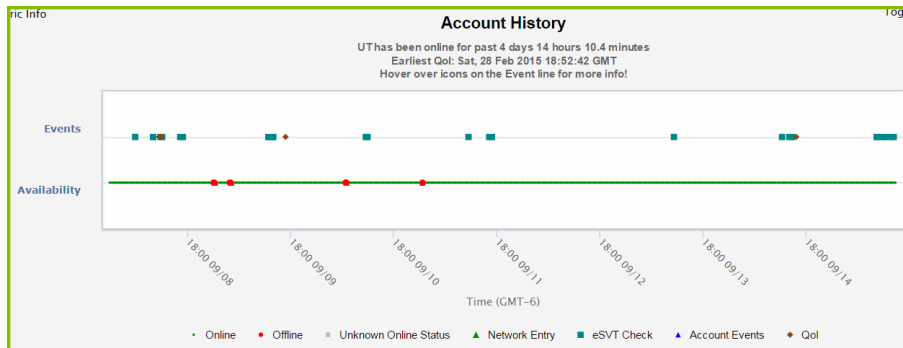 ric Info
Tog
Account History
UT has been online for past 4 days 14 hours 10.4 minutes
Earliest QoI: Sat, 28 Feb 2015 18:52:42 GMT
Hover over icons on the Event line for more info!
Events
Availability
18:00 09/08
18:00 09/09
18:00 09/10
18:00 09/11
18:00 09/12
18:00 09/13
18:00 09/14
Time (GMT-6)
Online
Offline
Unknown Online Status
Network Entry
eSVT Check
Account Events
QoI